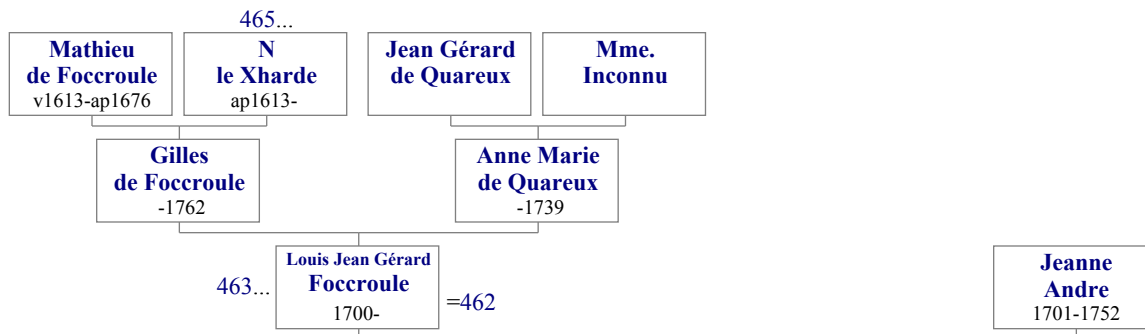 465...
Mathieu
de Foccroule
v1613-ap1676
N
le Xharde
ap1613-
Jean Gérard
de Quareux
Mme.
Inconnu
Gilles
de Foccroule
-1762
Anne Marie
de Quareux
-1739
463...
Louis Jean Gérard
Foccroule
1700-
=462
Jeanne
Andre
1701-1752